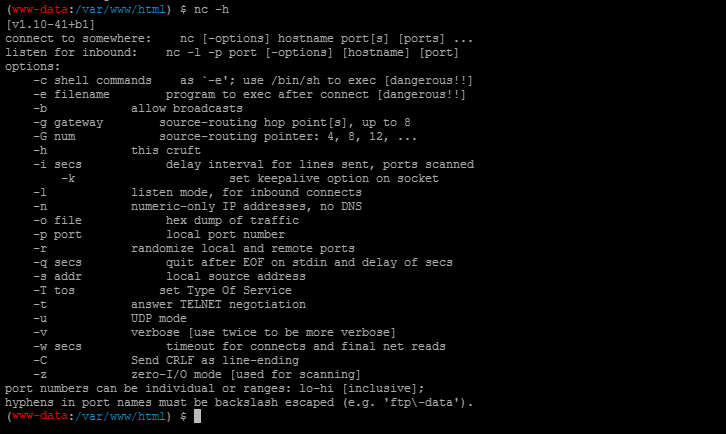 (www-data:/var/www/html) $ nc -h
[v1.10-41+b1]
connect to somewhere:   nc [-options] hostname port[s] [ports] ...
listen for inbound:     nc -l -p port [-options] [hostname] [port]
options:
-c shell commands    as `-e'; use /bin/sh to exec [dangerous!!]
-e filename          program to exec after connect [dangerous!!]
-b                   allow broadcasts
-g gateway           source-routing hop point[s], up to 8
-G num               source-routing pointer: 4, 8, 12, ...
-h                   this cruft
-i secs              delay interval for lines sent, ports scanned
-k                   set keepalive option on socket
-l                   listen mode, for inbound connects
-n                   numeric-only IP addresses, no DNS
-o file              hex dump of traffic
-p port              local port number
-r                   randomize local and remote ports
-q secs              quit after EOF on stdin and delay of secs
-s addr              local source address
-T tos               set Type Of Service
-t                   answer TELNET negotiation
-u                   UDP mode
-v                   verbose [use twice to be more verbose]
-w secs              timeout for connects and final net reads
-C                   Send CRLF as line-ending
-z                   zero-I/O mode [used for scanning]
port numbers can be individual or ranges: lo-hi [inclusive];
hyphens in port names must be backslash escaped (e.g. 'ftp\-data').
(www-data:/var/www/html) $